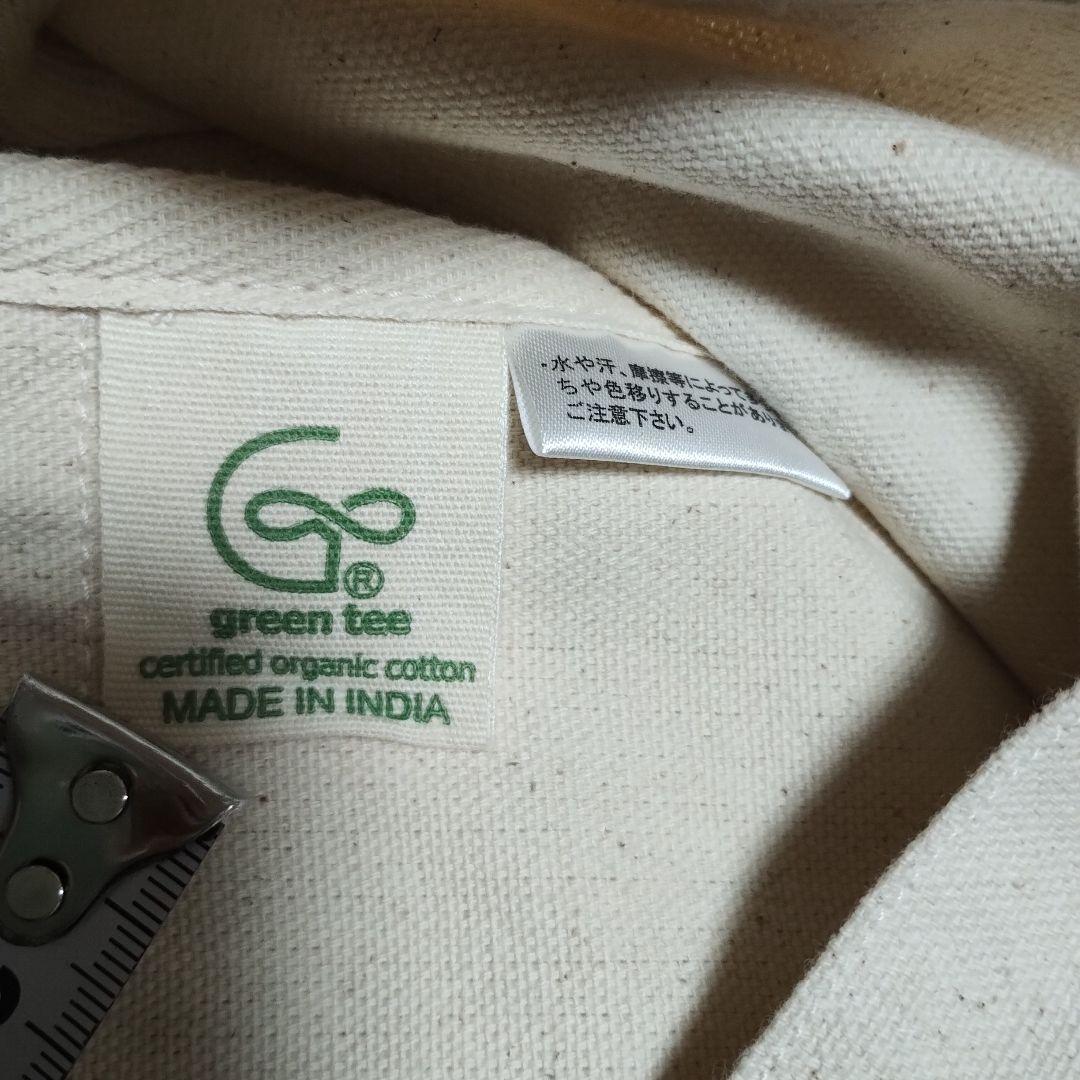 green tee
certified organic cotton
MADE IN INDIA
®
・水や汗、摩擦等によって
ちや色移りすることがあり
ご注意下さい。